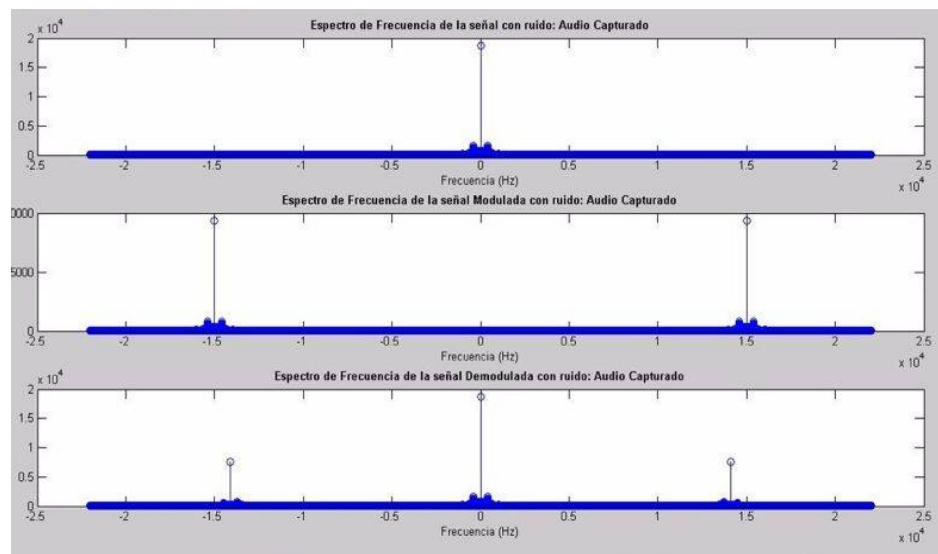 Espectro de Frecuencia de la señal con ruido: Audio Capturado
x 10^4
2
1.5
1
0.5
0
-2.5 -2 -1.5 -1 -0.5 0 0.5 1 1.5 2 2.5
Frecuencia (Hz)
x 10^4
Espectro de Frecuencia de la señal Modulada con ruido: Audio Capturado
0000
5000
0
-2.5 -2 -1.5 -1 -0.5 0 0.5 1 1.5 2 2.5
Frecuencia (Hz)
x 10^4
Espectro de Frecuencia de la señal Demodulada con ruido: Audio Capturado
x 10^4
2
1.5
1
0.5
0
-2.5 -2 -1.5 -1 -0.5 0 0.5 1 1.5 2 2.5
Frecuencia (Hz)
x 10^4